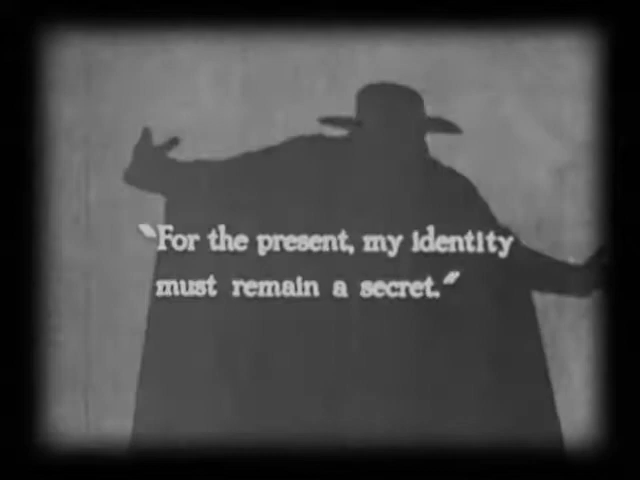 "For the present, my identity
must remain a secret."